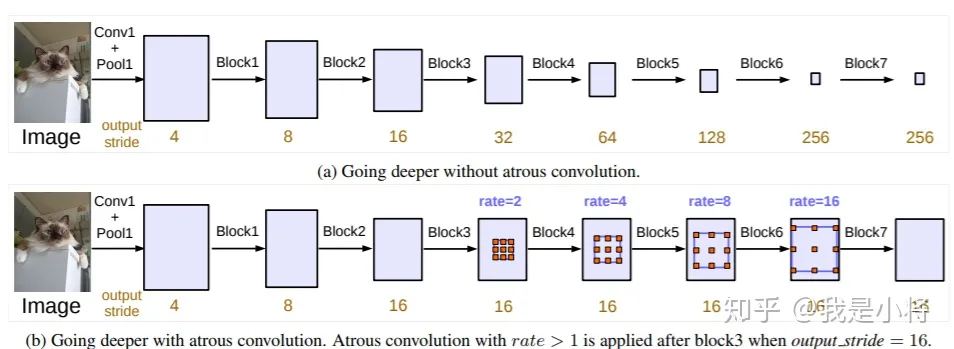 Conv1
+
Pool1
Block1 Block2 Block3 Block4 Block5 Block6 Block7
Image
output
stride
4 8 16 32 64 128 256 256
(a) Going deeper without atrous convolution.
rate=2 rate=4 rate=8 rate=16
Conv1
+
Pool1
Block1 Block2 Block3 Block4 Block5 Block6 Block7
Image
output
stride
4 8 16 16 16 16 16 16
知乎 @我是小将
(b) Going deeper with atrous convolution. Atrous convolution with rate > 1 is applied after block3 when output_stride = 16.